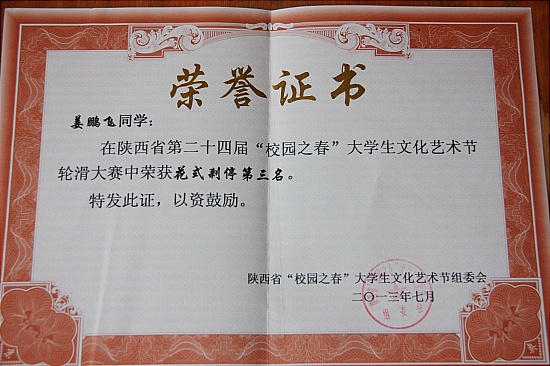 荣誉证书
姜鹏飞同学：
在陕西省第二十四届“校园之春”大学生文化艺术节
轮滑大赛中荣获花式刹停第三名。
特发此证，以资鼓励。
陕西省“校园之春”大学生文化艺术节组委会
二〇一三年七月
组委会